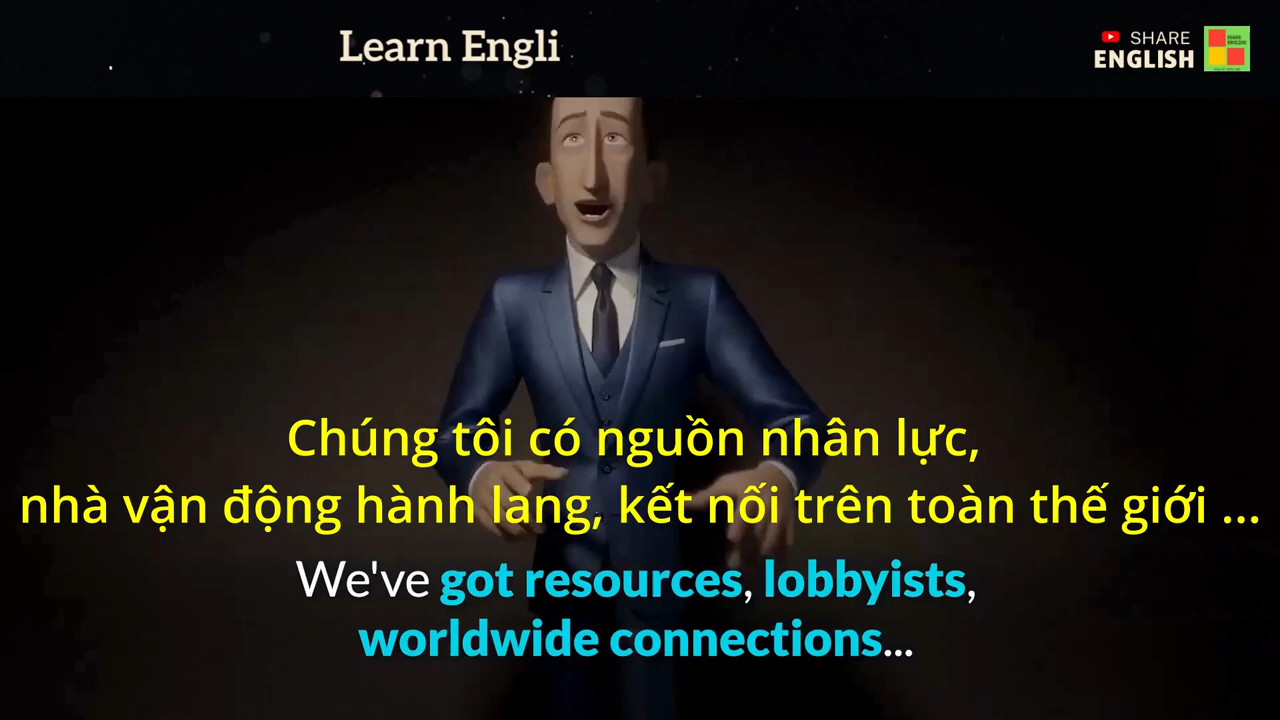 Learn Engli
SHARE
ENGLISH
Chúng tôi có nguồn nhân lực,
nhà vận động hành lang, kết nối trên toàn thế giới ...
We've got resources, lobbyists,
worldwide connections...